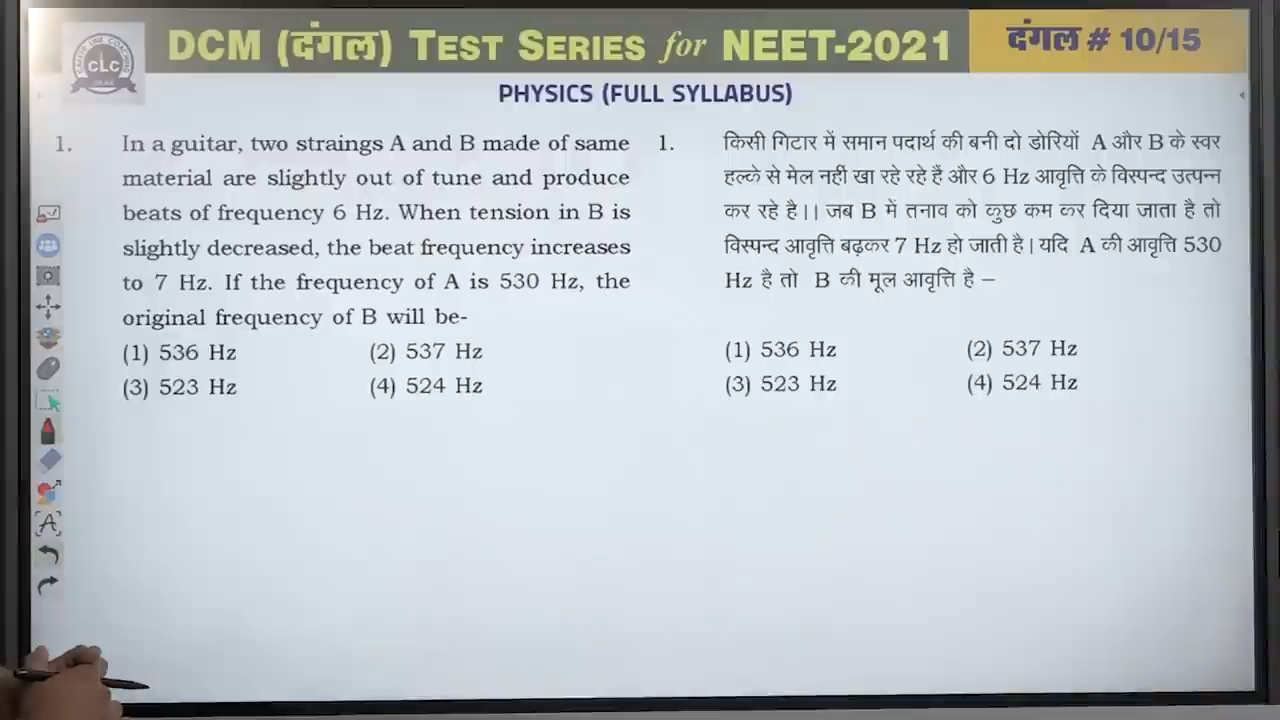 CLC
DCM (दंगल) TEST SERIES for NEET-2021
दंगल # 10/15
PHYSICS (FULL SYLLABUS)
1. In a guitar, two straings A and B made of same
material are slightly out of tune and produce
beats of frequency 6 Hz. When tension in B is
slightly decreased, the beat frequency increases
to 7 Hz. If the frequency of A is 530 Hz, the
original frequency of B will be-
(1) 536 Hz (2) 537 Hz
(3) 523 Hz (4) 524 Hz
1. किसी गिटार में समान पदार्थ की बनी दो डोरियों A और B के स्वर
हल्के से मेल नहीं खा रहे रहे हैं और 6 Hz आवृत्ति के विस्पन्द उत्पन्न
कर रहे है।। जब B में तनाव को कुछ कम कर दिया जाता है तो
विस्पन्द आवृत्ति बढ़कर 7 Hz हो जाती है। यदि A की आवृत्ति 530
Hz है तो B की मूल आवृत्ति है –
(1) 536 Hz (2) 537 Hz
(3) 523 Hz (4) 524 Hz
A